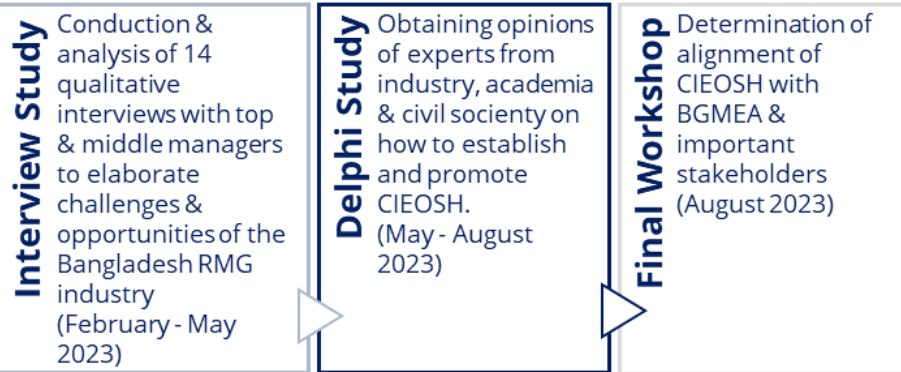 Interview Study
Conduction &
analysis of 14
qualitative
interviews with top
& middle managers
to elaborate
challenges &
opportunities of the
Bangladesh RMG
industry
(February - May
2023)
Delphi Study
Obtaining opinions
of experts from
industry, academia
& civil socienty on
how to establish
and promote
CIEOSH.
(May - August
2023)
Final Workshop
Determination of
alignment of
CIEOSH with
BGMEA &
important
stakeholders
(August 2023)